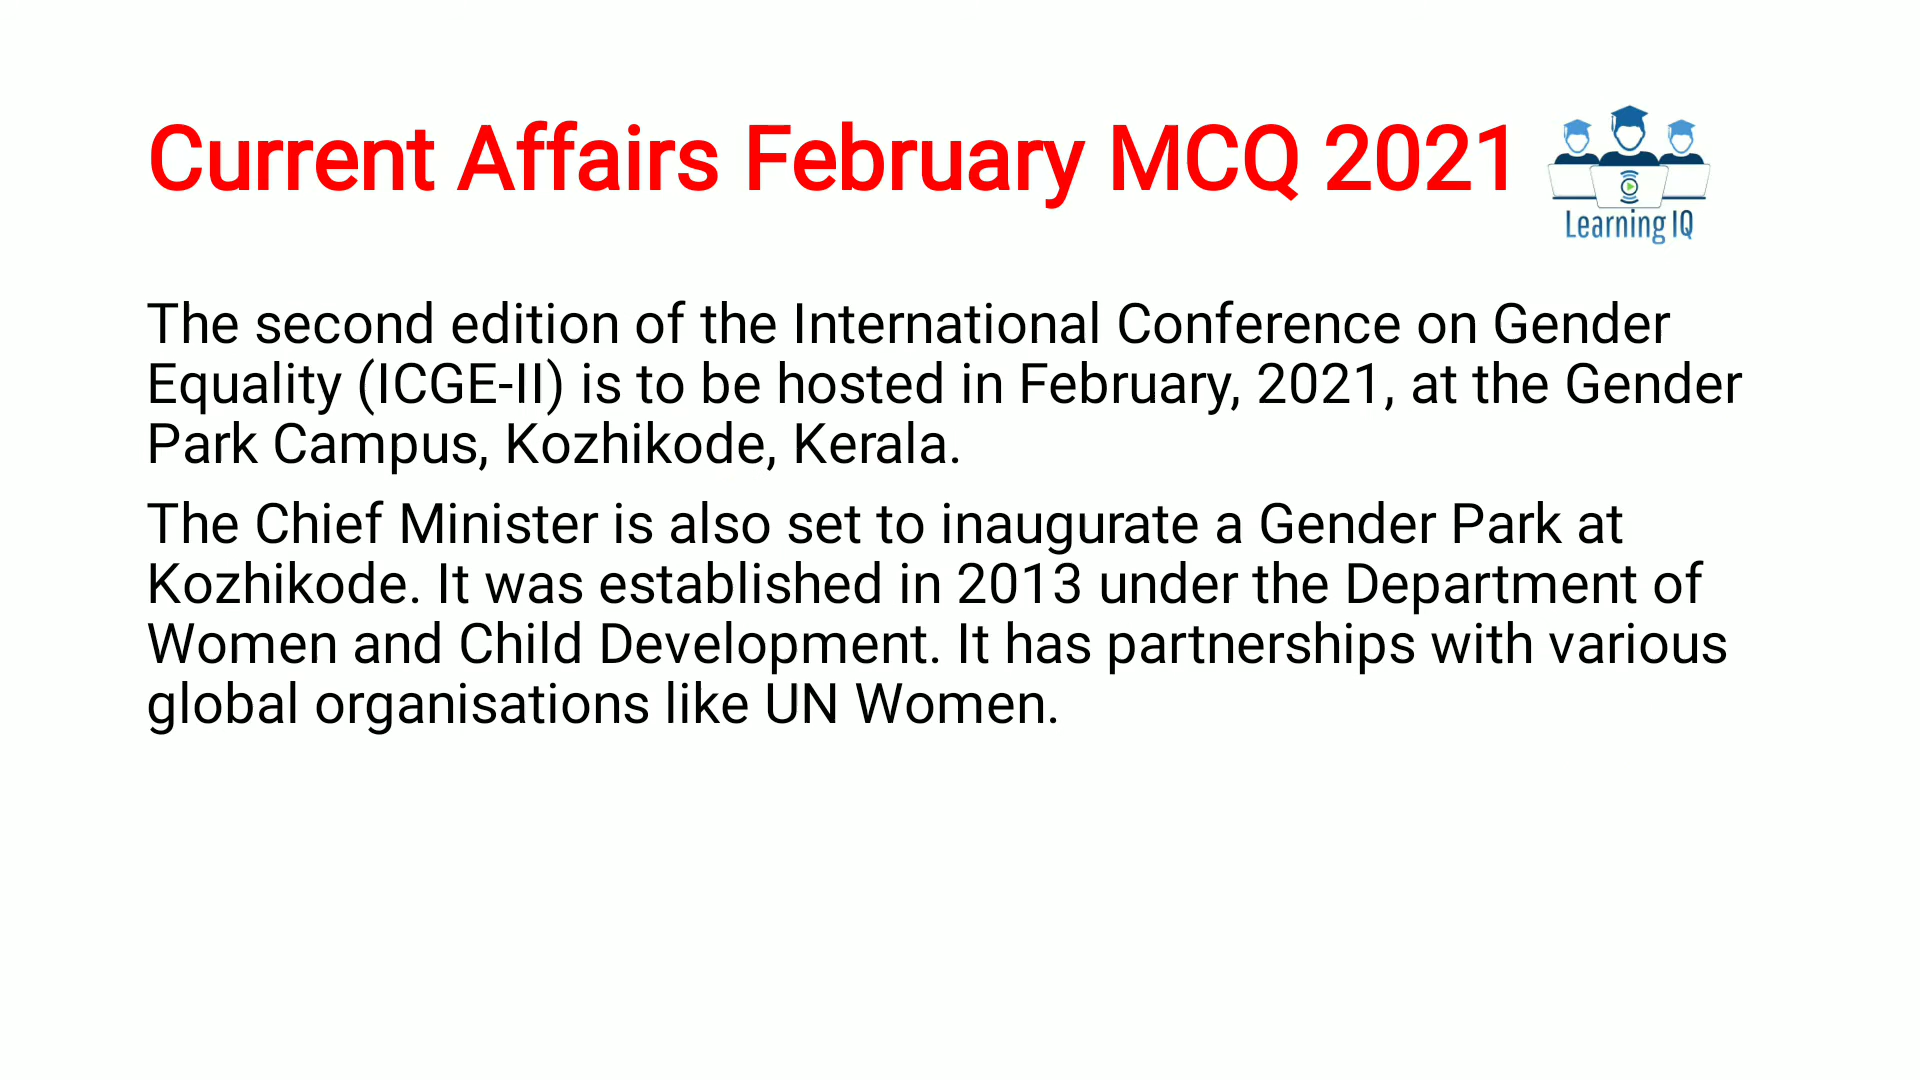 Current Affairs February MCQ 2021
Learning IQ
The second edition of the International Conference on Gender
Equality (ICGE-II) is to be hosted in February, 2021, at the Gender
Park Campus, Kozhikode, Kerala.
The Chief Minister is also set to inaugurate a Gender Park at
Kozhikode. It was established in 2013 under the Department of
Women and Child Development. It has partnerships with various
global organisations like UN Women.